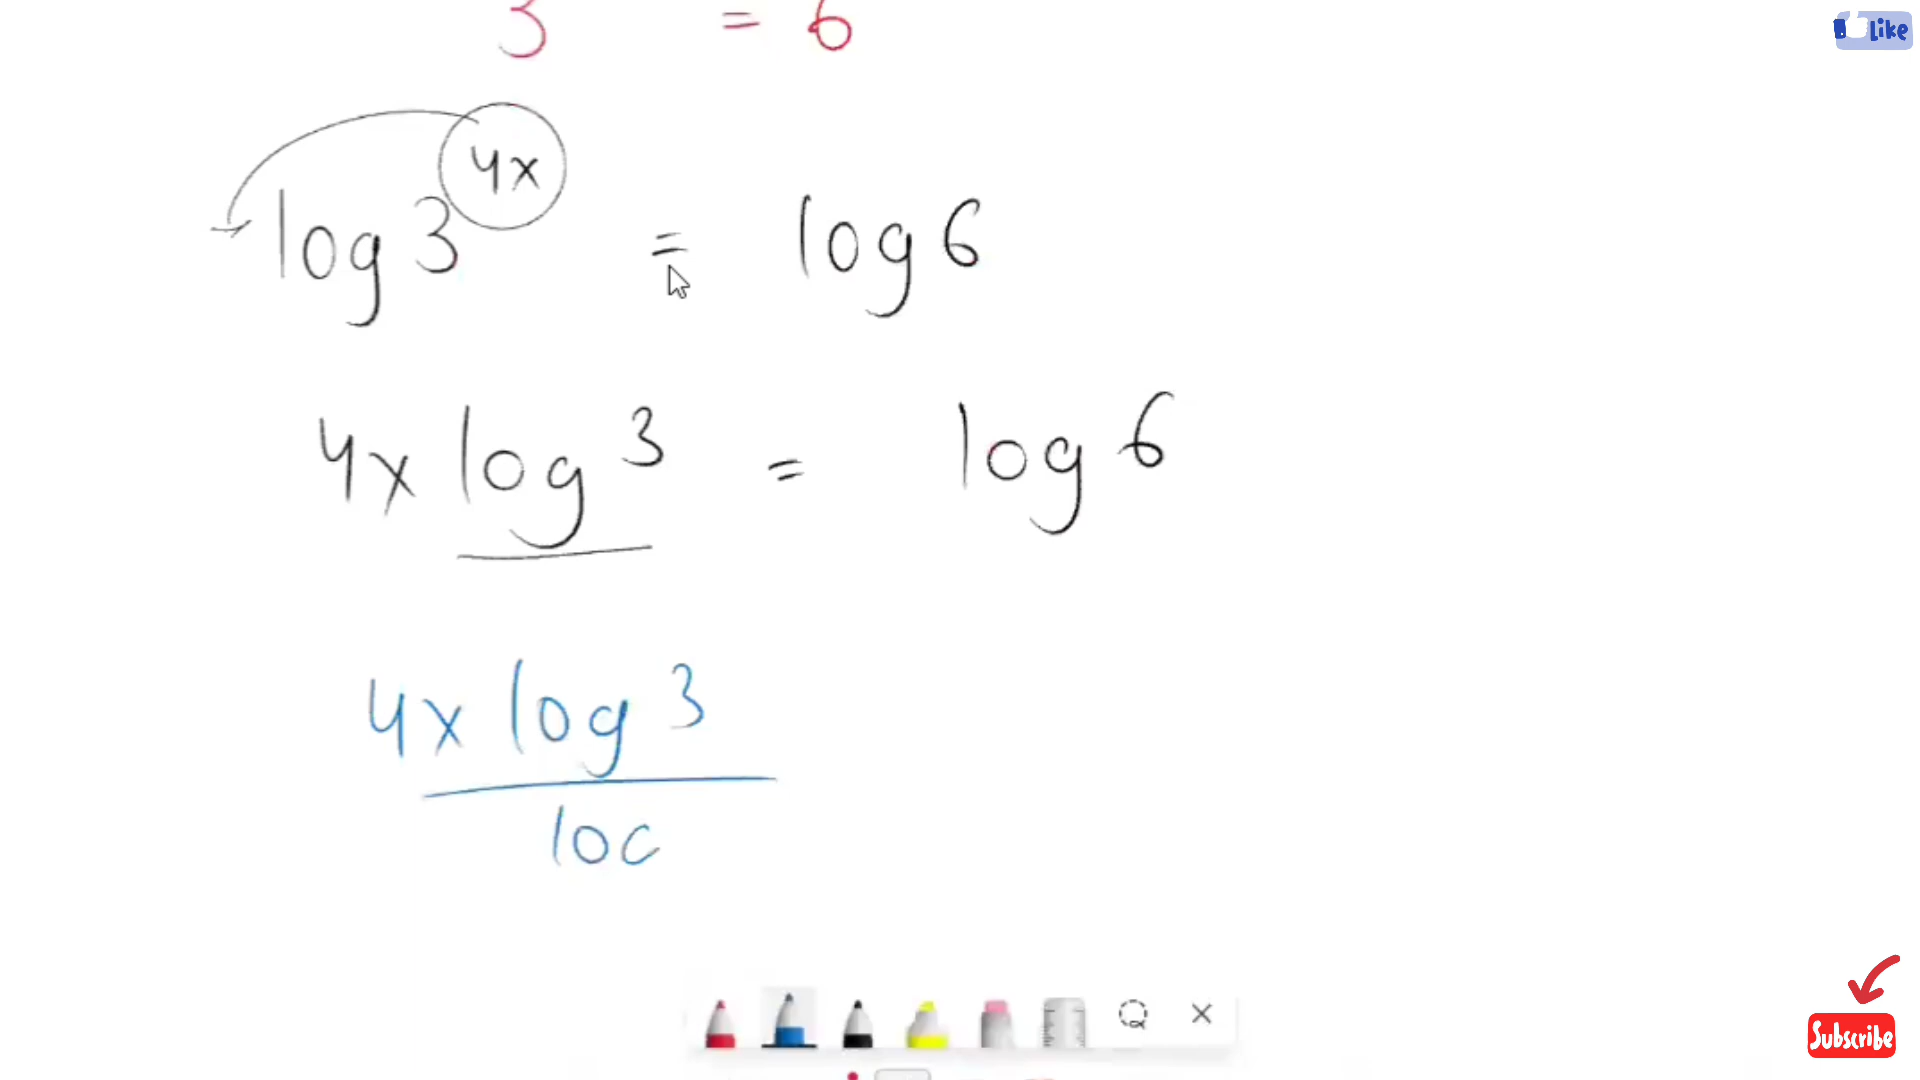 3 = 6
Like
4x
log 3 = log 6
4x log 3 = log 6
4x log 3
loc
Subscribe